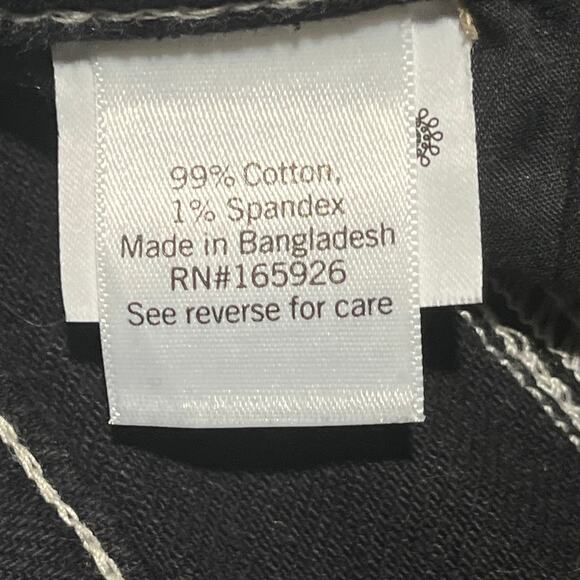 99% Cotton,
1% Spandex
Made in Bangladesh
RN#165926
See reverse for care